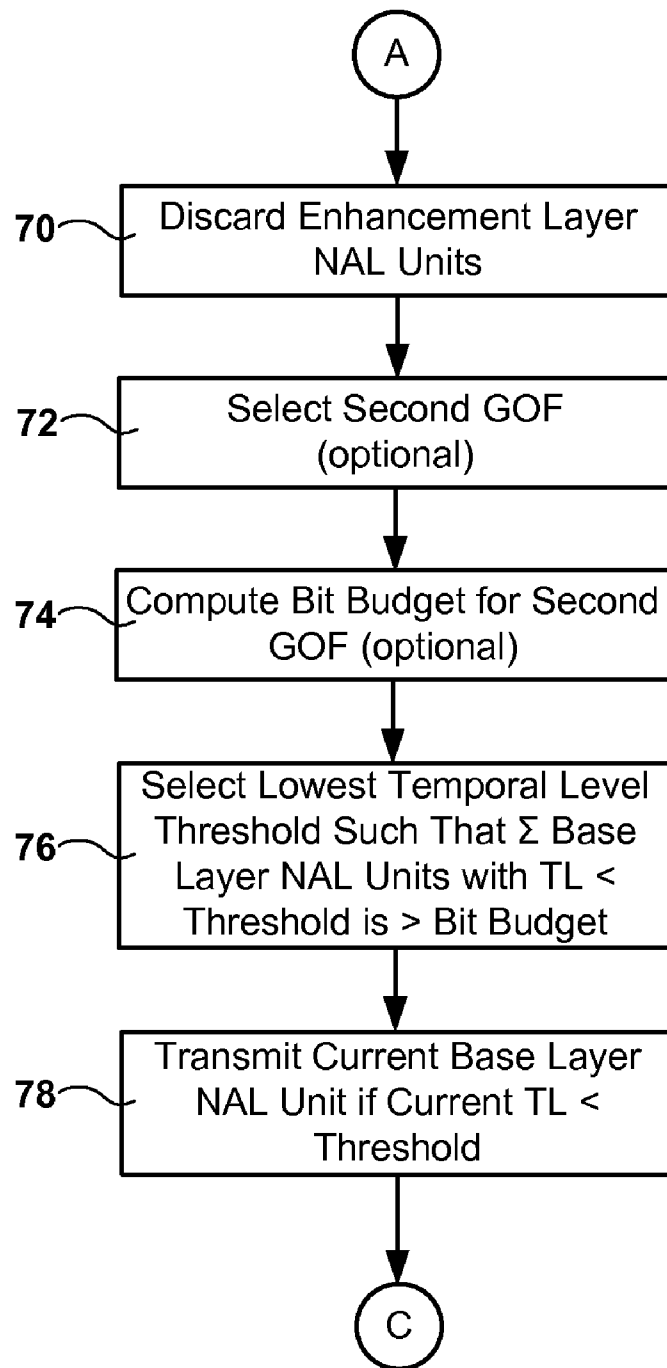 A
70
Discard Enhancement Layer
NAL Units
72
Select Second GOF
(optional)
74
Compute Bit Budget for Second
GOF (optional)
76
Select Lowest Temporal Level
Threshold Such That Σ Base
Layer NAL Units with TL <
Threshold is > Bit Budget
78
Transmit Current Base Layer
NAL Unit if Current TL <
Threshold
C